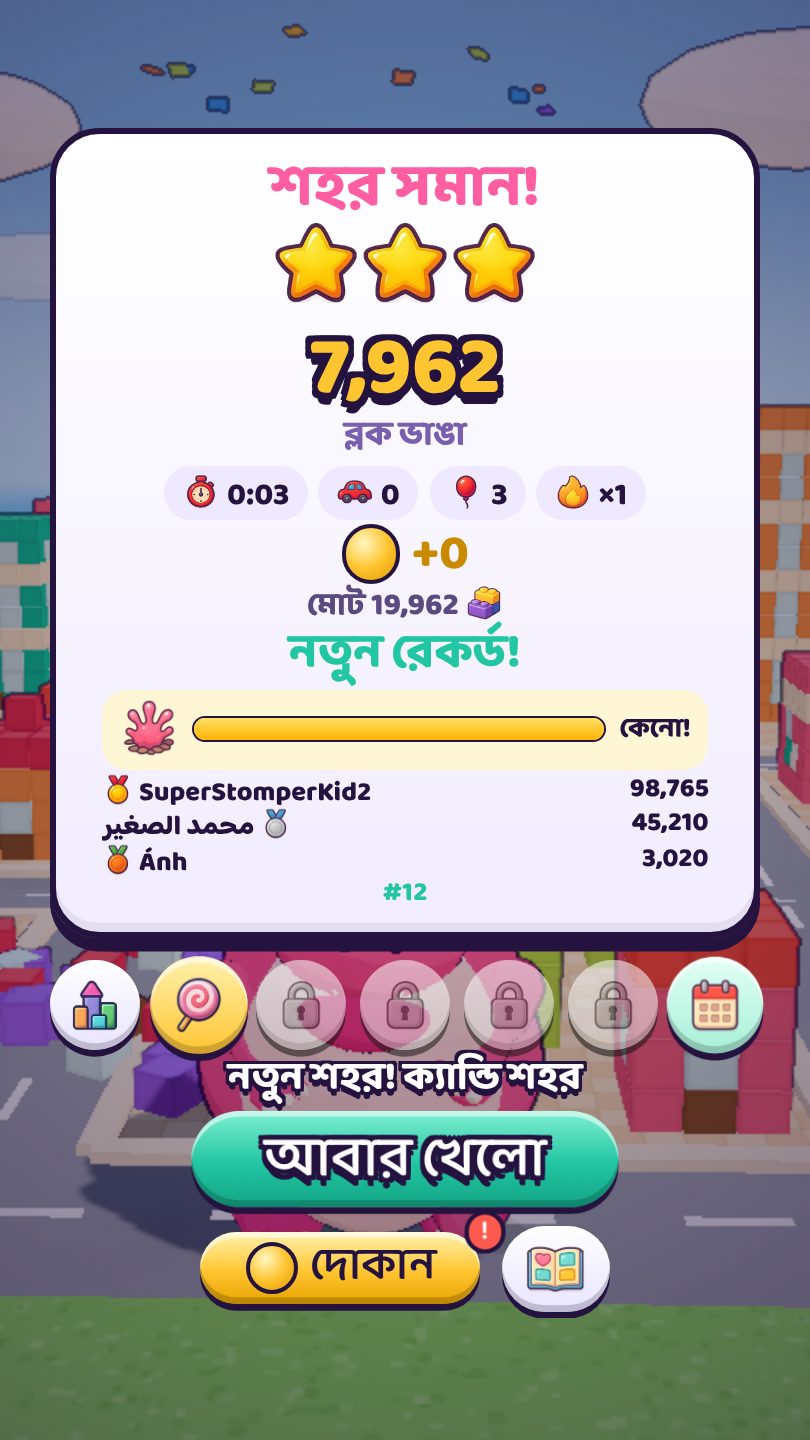 শহর সমান!
7,962
ব্লক ভাঙা
0:03 0 3 ×1
+0
মোট 19,962
নতুন রেকর্ড!
কেনো!
SuperStomperKid2 98,765
محمد الصغير 45,210
Ánh 3,020
#12
নতুন শহর! ক্যান্ডি শহর
আবার খেলো
!
দোকান